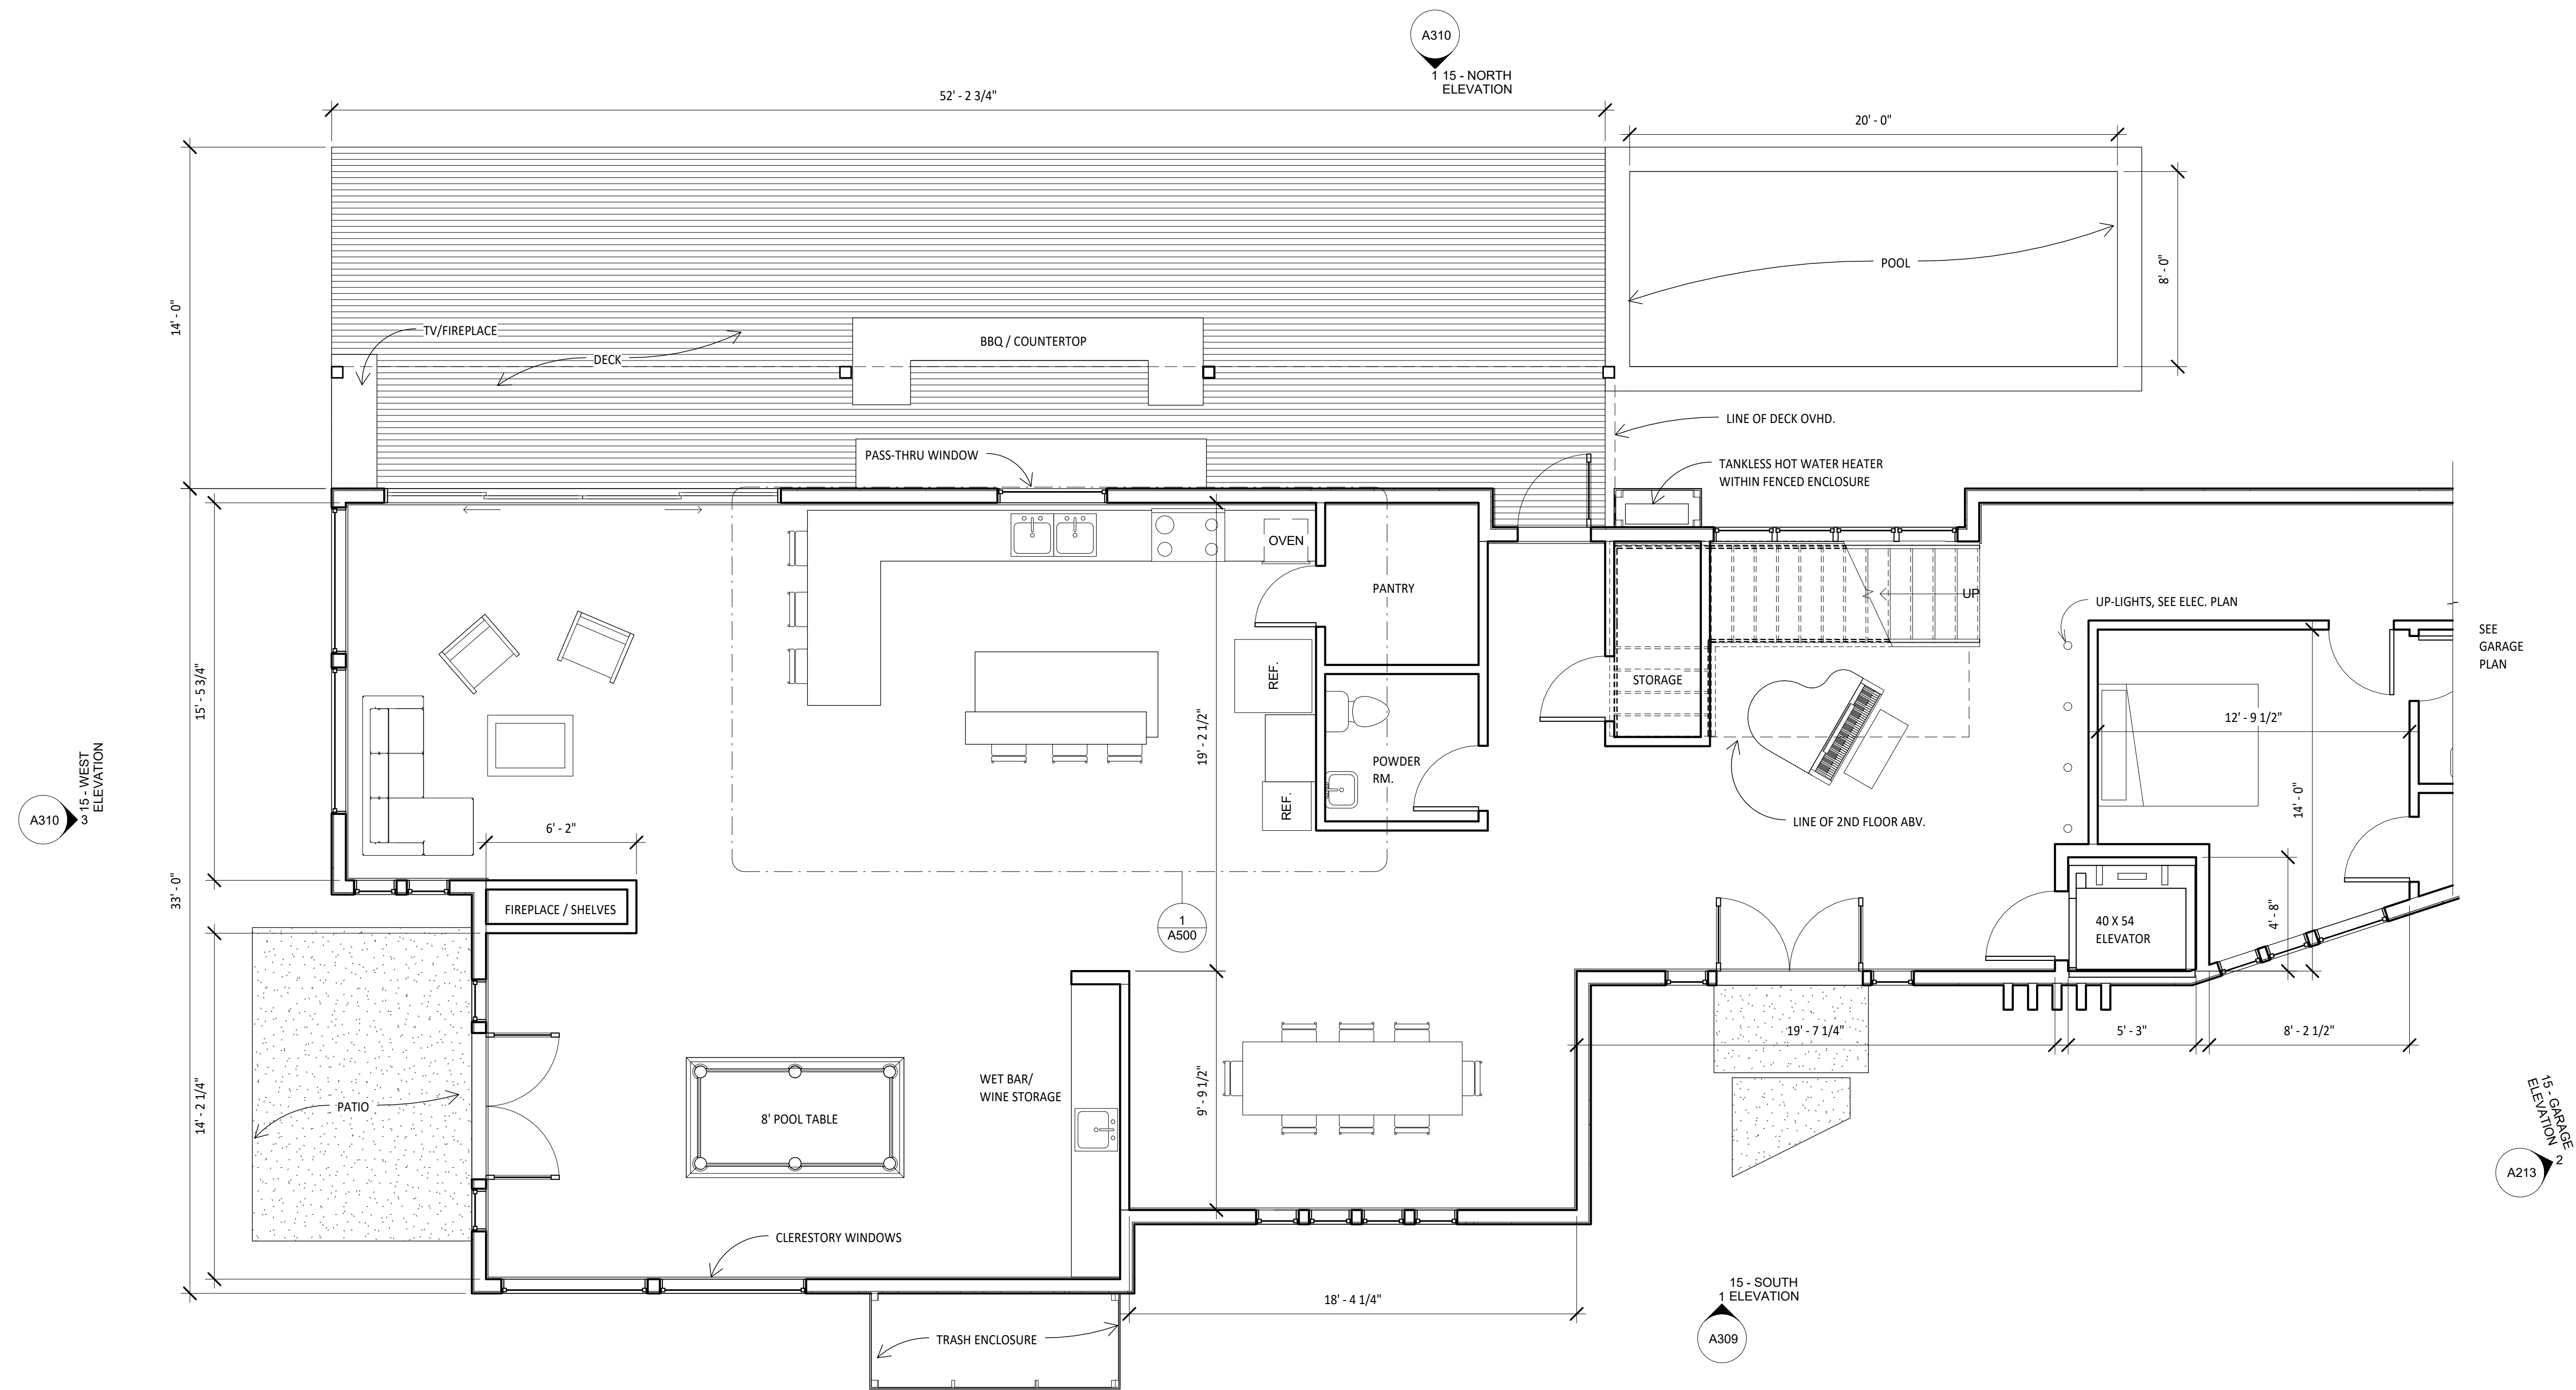 A310
1 15 - NORTH
ELEVATION
52' - 2 3/4"
20' - 0"
14' - 0"
8' - 0"
POOL
TV/FIREPLACE
DECK
BBQ / COUNTERTOP
LINE OF DECK OVHD.
PASS-THRU WINDOW
TANKLESS HOT WATER HEATER
WITHIN FENCED ENCLOSURE
OVEN
PANTRY
UP
UP-LIGHTS, SEE ELEC. PLAN
SEE
GARAGE
PLAN
15' - 5 3/4"
REF.
STORAGE
19' - 2 1/2"
12' - 9 1/2"
POWDER
RM.
REF.
14' - 0"
A310
3
15 - WEST
ELEVATION
6' - 2"
LINE OF 2ND FLOOR ABV.
33' - 0"
FIREPLACE / SHELVES
1
A500
40 X 54
ELEVATOR
4' - 8"
19' - 7 1/4"
5' - 3"
8' - 2 1/2"
WET BAR/
WINE STORAGE
9' - 9 1/2"
14' - 2 1/4"
PATIO
8' POOL TABLE
15 - GARAGE
ELEVATION
2
A213
CLERESTORY WINDOWS
18' - 4 1/4"
15 - SOUTH
1 ELEVATION
A309
TRASH ENCLOSURE